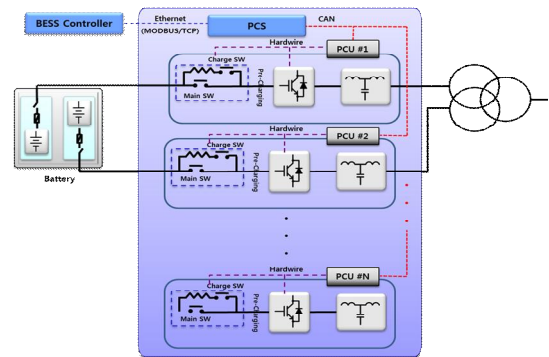 BESS Controller
Ethernet
(MODBUS/TCP)
PCS
CAN
Hardwire
PCU #1
Charge SW
Main SW
Pre-Charging
Hardwire
PCU #2
Charge SW
Main SW
Pre-Charging
Battery
Hardwire
PCU #N
Charge SW
Main SW
Pre-Charging